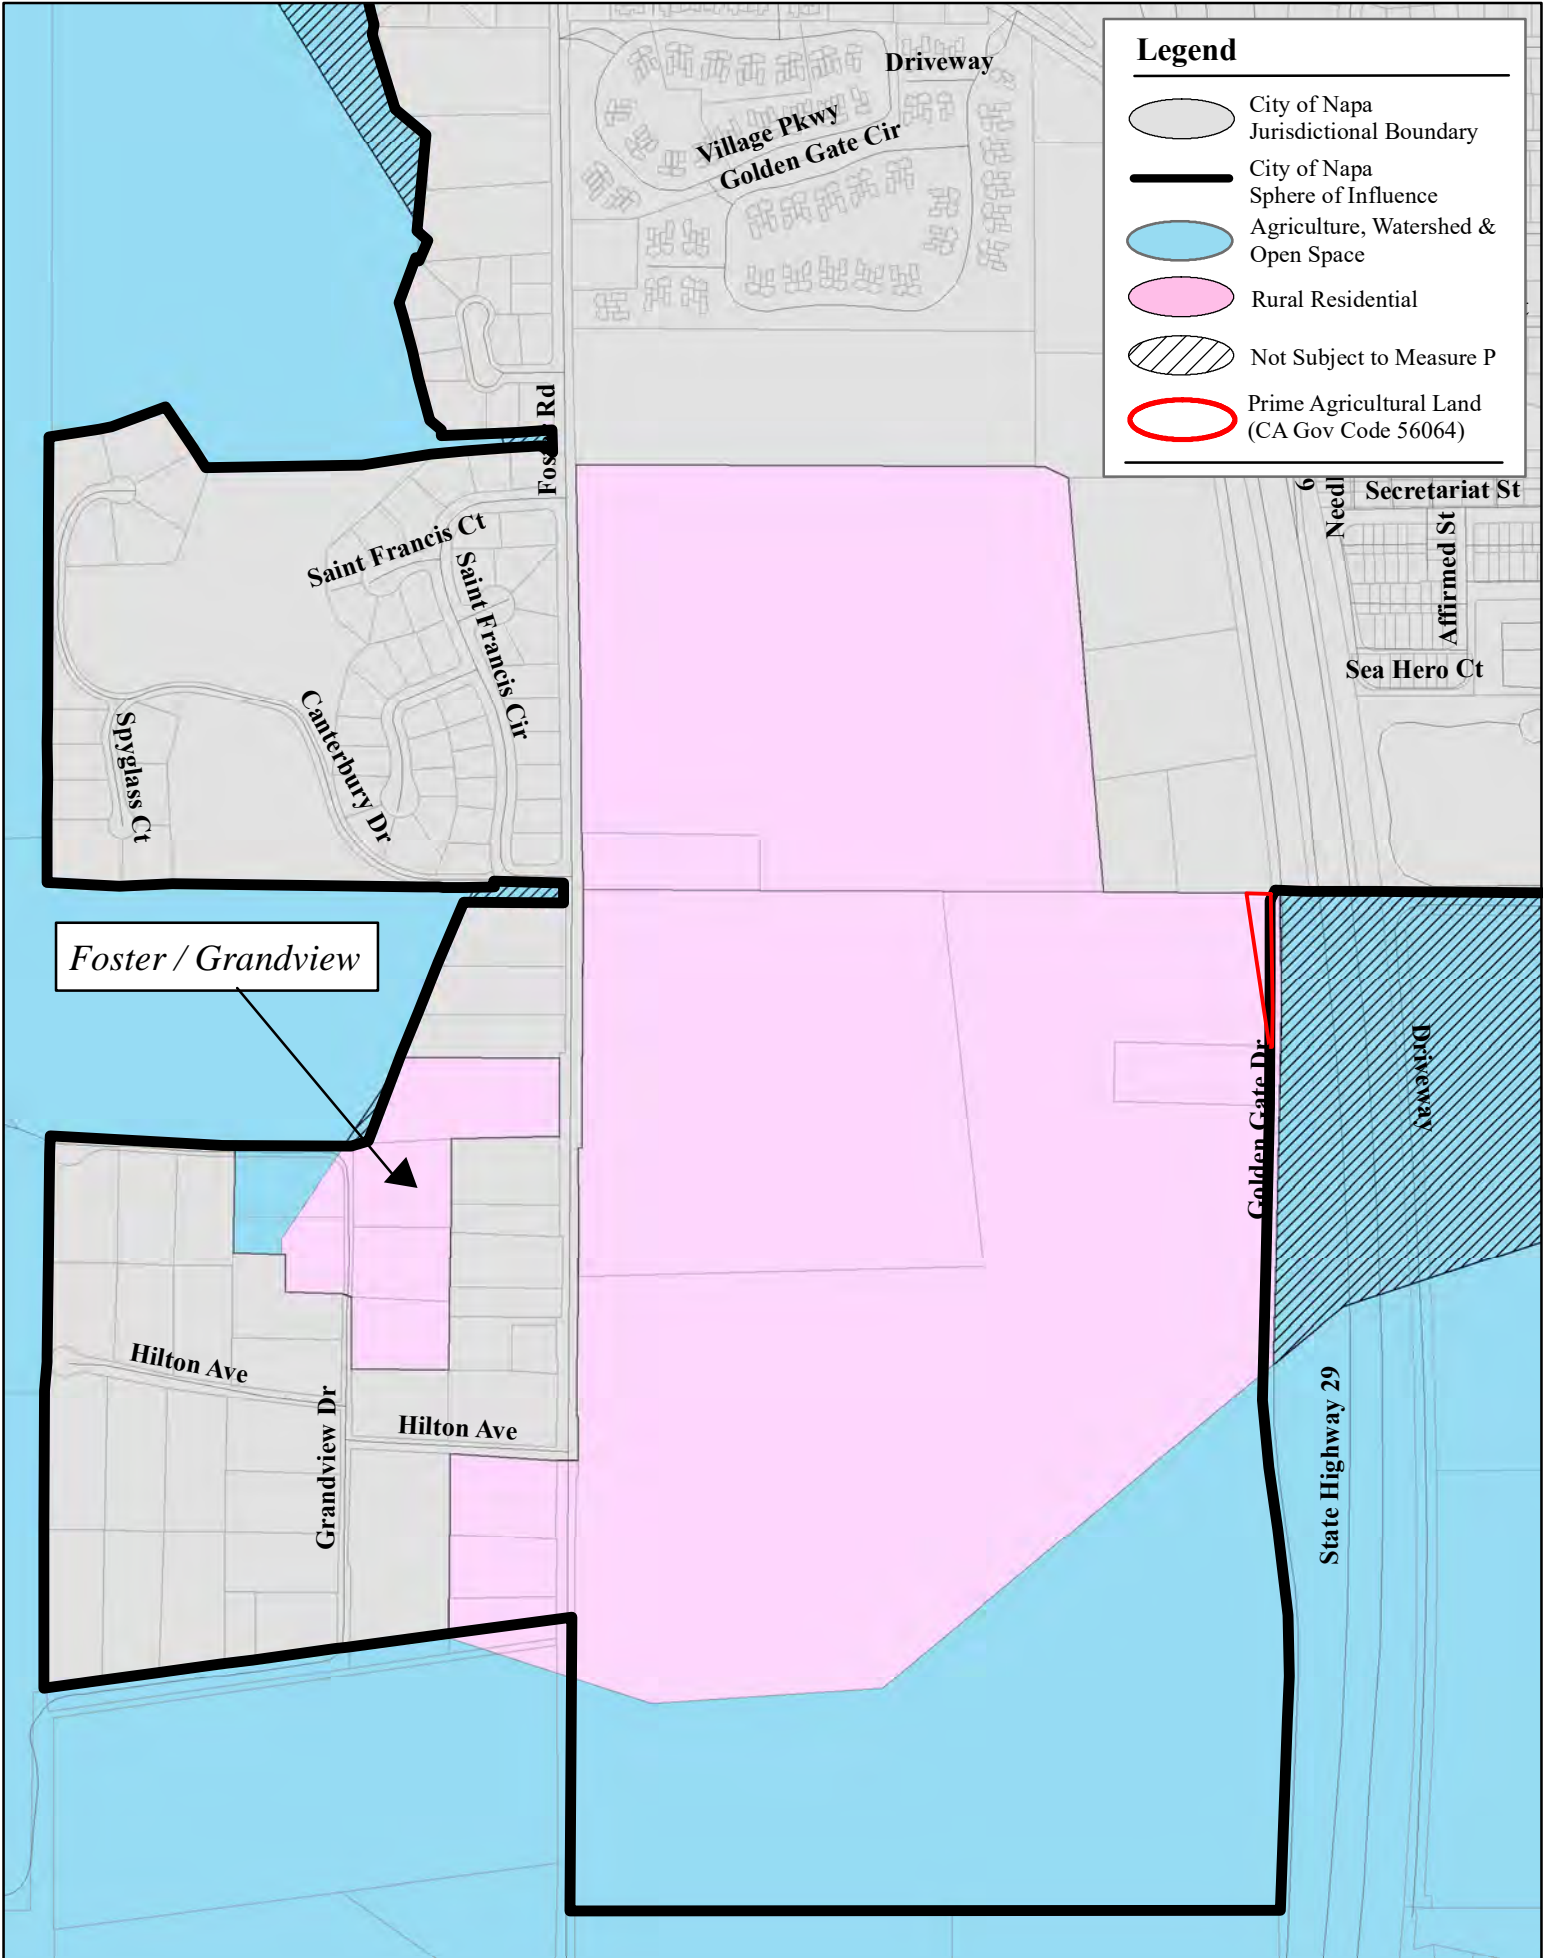 Legend
City of Napa
Jurisdictional Boundary
City of Napa
Sphere of Influence
Agriculture, Watershed &
Open Space
Rural Residential
Not Subject to Measure P
Prime Agricultural Land
(CA Gov Code 56064)
Driveway
Village Pkwy
Golden Gate Cir
Rd
Needl
Secretariat St
Affirmed St
Sea Hero Ct
Saint Francis Ct
Saint Francis Cir
Canterbury Dr
Spyglass Ct
Foster / Grandview
Driveway
Golden Gate Dr
Hilton Ave
Hilton Ave
Grandview Dr
State Highway 29